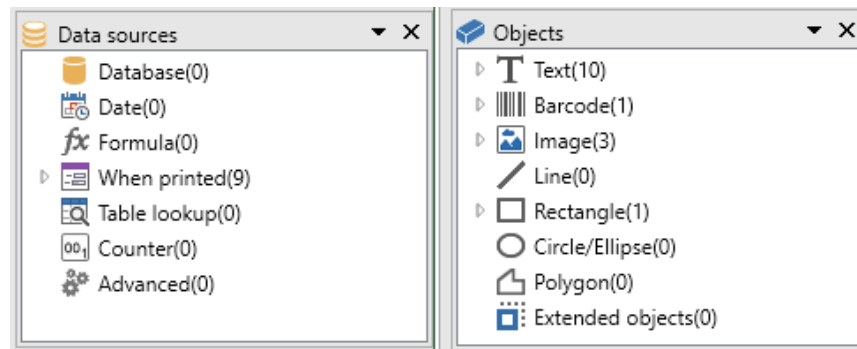 Data sources
Database(0)
Date(0)
Formula(0)
When printed(9)
Table lookup(0)
Counter(0)
Advanced(0)
Objects
Text(10)
Barcode(1)
Image(3)
Line(0)
Rectangle(1)
Circle/Ellipse(0)
Polygon(0)
Extended objects(0)